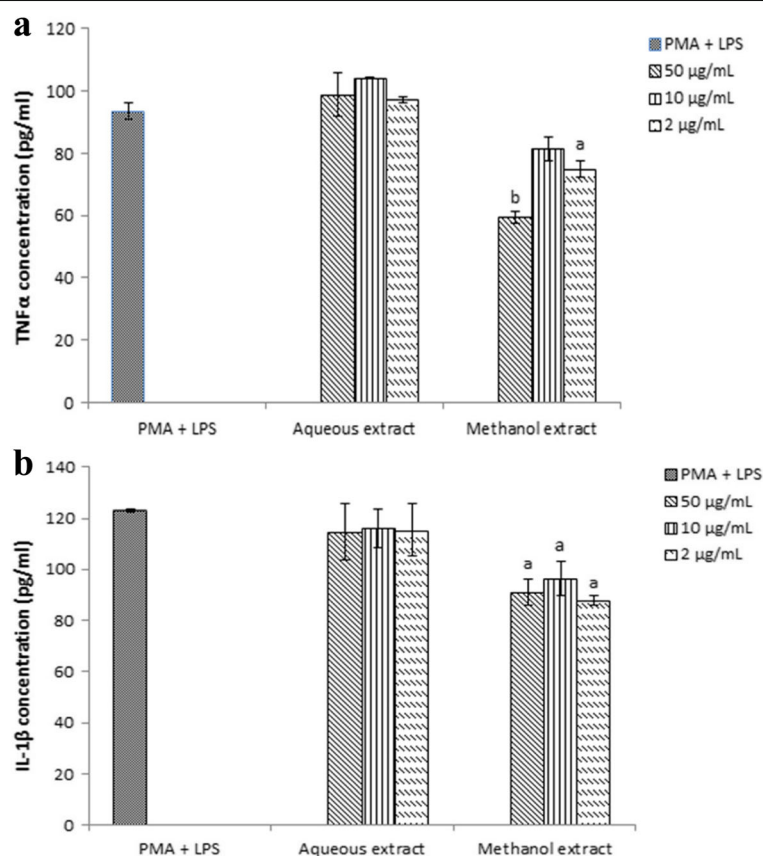 a
TNFα concentration (pg/ml)
120
100
80
60
40
20
0
b
a
PMA + LPS
Aqueous extract
Methanol extract
PMA + LPS
50 µg/mL
10 µg/mL
2 µg/mL
b
IL-1β concentration (pg/ml)
140
120
100
80
60
40
20
0
a
a
a
PMA + LPS
Aqueous extract
Methanol extract
PMA + LPS
50 µg/mL
10 µg/mL
2 µg/mL